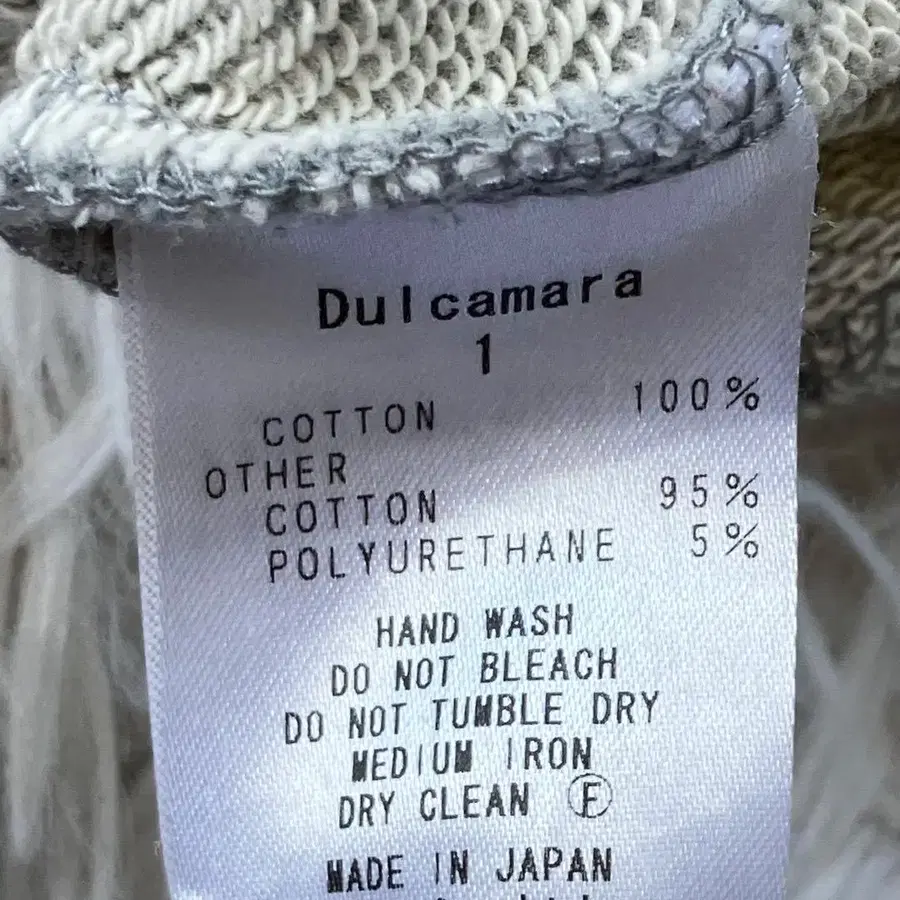 Dulcamara
1
COTTON 100%
OTHER
COTTON 95%
POLYURETHANE 5%
HAND WASH
DO NOT BLEACH
DO NOT TUMBLE DRY
MEDIUM IRON
DRY CLEAN Ⓕ
MADE IN JAPAN